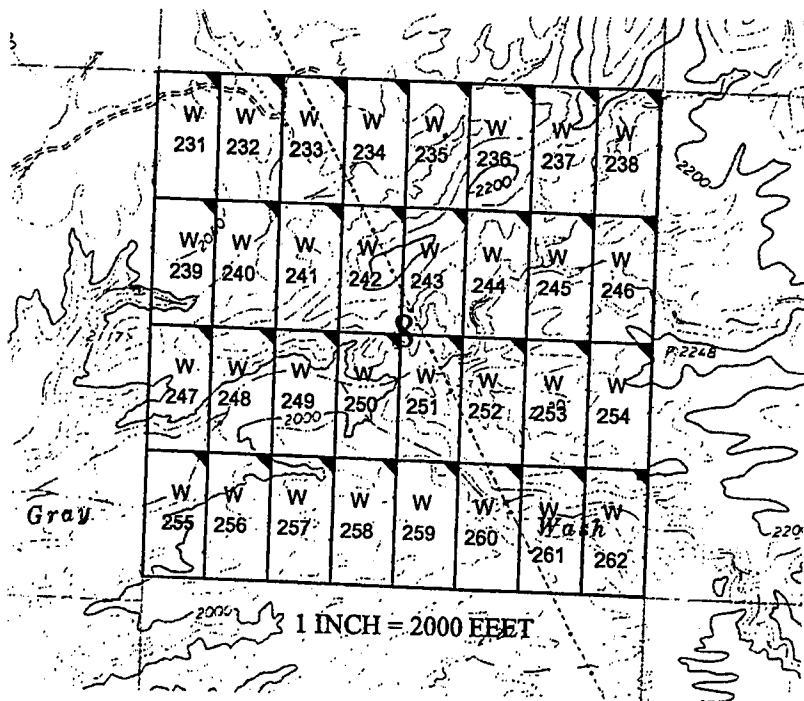 W W W W W W W W
231 232 233 234 235 236 237 238
2200 2200
W W W W W W W W
239 240 241 242 243 244 245 246
8
W W W W W W W W
247 248 249 250 251 252 253 254
2000
W W W W W W W W
255 256 257 258 259 260 261 262
Gray Wash
2000
1 INCH = 2000 FEET